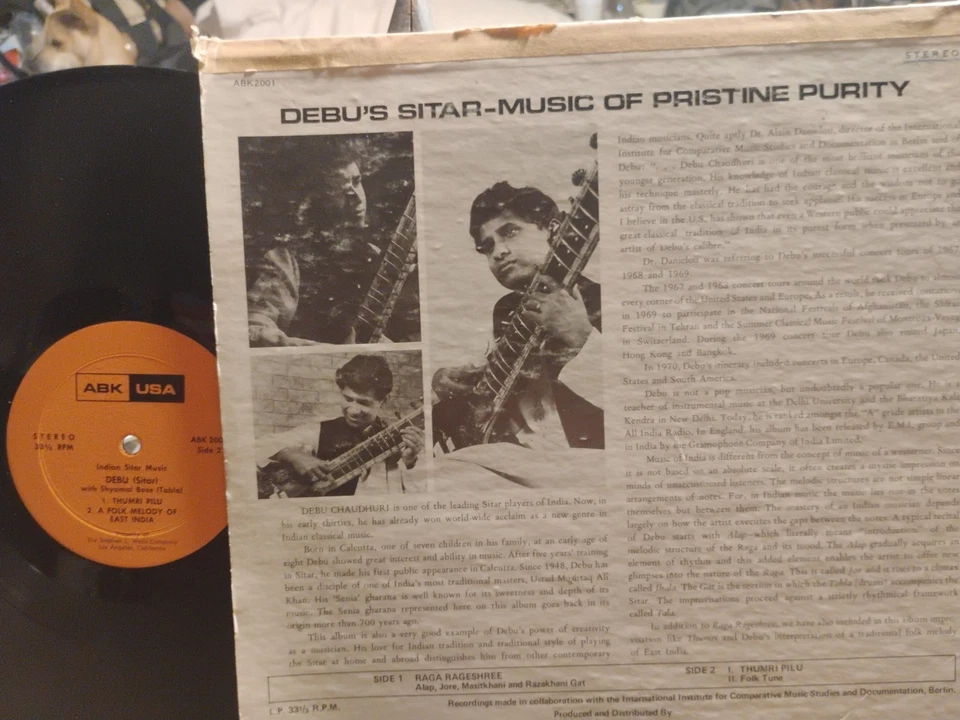 STEREO
ABK2001
DEBU'S SITAR-MUSIC OF PRISTINE PURITY
DEBU CHAUDHURI is one of the leading Sitar players of India. Now, in
his early thirties, he has already won world-wide acclaim as a new genre in
Indian classical music.
Born in Calcutta, one of seven children in his family, at an early age of
eight Debu showed great interest and ability in music. After five years' training
in Sitar, he made his first public appearance in Calcutta. Since 1948, Debu has
been a disciple of one of India's most traditional masters, Ustad Mustaq Ali
Khan. His 'Senia' gharana is well known for its sweetness and depth of its
music. The Senia gharana represented here on this album goes back in its
origin more than 200 years ago.
This album is also a very good example of Debu's power of creativity
as a musician. His love for Indian tradition and traditional style of playing
the Sitar at home and abroad distinguishes him from other contemporary
Indian musicians. Quite aptly Dr. Alain Danielou, director of the International
Institute for Comparative Music Studies and Documentation in Berlin and
Debu: ". . . Debu Chaudhuri is one of the most brilliant musicians of the
younger generation. His knowledge of Indian classical music is excellent and
his technique masterly. He has had the courage and the wisdom not to go
astray from the classical tradition to seek applause. His success in Europe and
I believe in the U.S. has shown that even a Western public could appreciate the
great classical tradition of India in its purest form when presented by an
artist of Debu's calibre."
Dr. Danielou was referring to Debu's successful concert tours of 1967
1968 and 1969.
The 1967 and 1968 concert tours around the world took Debu to almost
every corner of the United States and Europe. As a result, he received invitations
in 1969 to participate in the National Festivals of Afghanistan, the Shiraz
Festival in Tehran and the Summer Classical Music Festival of Montreux-Vevey
in Switzerland. During the 1969 concert tour Debu also toured Japan,
Hong Kong and Bangkok.
In 1970, Debu's itinerary included concerts in Europe, Canada, the United
States and South America.
Debu is not a pop musician, but undoubtedly a popular one. He is a
teacher of instrumental music at the Delhi University and the Bharatiya Kala
Kendra in New Delhi. Today, he is ranked amongst the "A" grade artists in the
All India Radio. In England, his album has been released by E.M.I. group and
in India by the Gramophone Company of India Limited.
Music of India is different from the concept of music of a westerner. Since
it is not based on an absolute scale, it often creates a mystic impression on
minds of unaccustomed listeners. The melodic structures are not simple linear
arrangements of notes. For, in Indian music the music lies not in the notes
themselves but between them. The mastery of an Indian musician depends
largely on how the artist executes the gaps between the notes. A typical recital
of Debu starts with Alap which literally means introduction of the
melodic structure of the Raga and its mood. The Alap gradually acquires an
element of rhythm and this added element enables the artist to offer new
glimpses into the nature of the Raga. This is called Jore and it rises to a climax
called Jhala. The Gat is the section in which the Tabla (drum) accompanies the
Sitar. The improvisations proceed against a strictly rhythmical framework
called Tala.
In addition to Raga Rageshree, we have also included in this album impro-
visation like Thumri and Debu's interpretation of a traditional folk melody
of East India.
SIDE 1 RAGA RAGESHREE
Alap, Jore, Masitkhani and Razakhani Gat
SIDE 2 I. THUMRI PILU
II. Folk Tune
L P 33⅓ R.P.M.
Recordings made in collaboration with the International Institute for Comparative Music Studies and Documentation, Berlin.
Produced and Distributed By
ABK USA
STEREO
33⅓ RPM
ABK 200
Side 2
Indian Sitar Music
DEBU (Sitar)
with Shyamal Bose (Tabla)
1. THUMRI PILU
2. A FOLK MELODY OF
EAST INDIA
Los Angeles, California